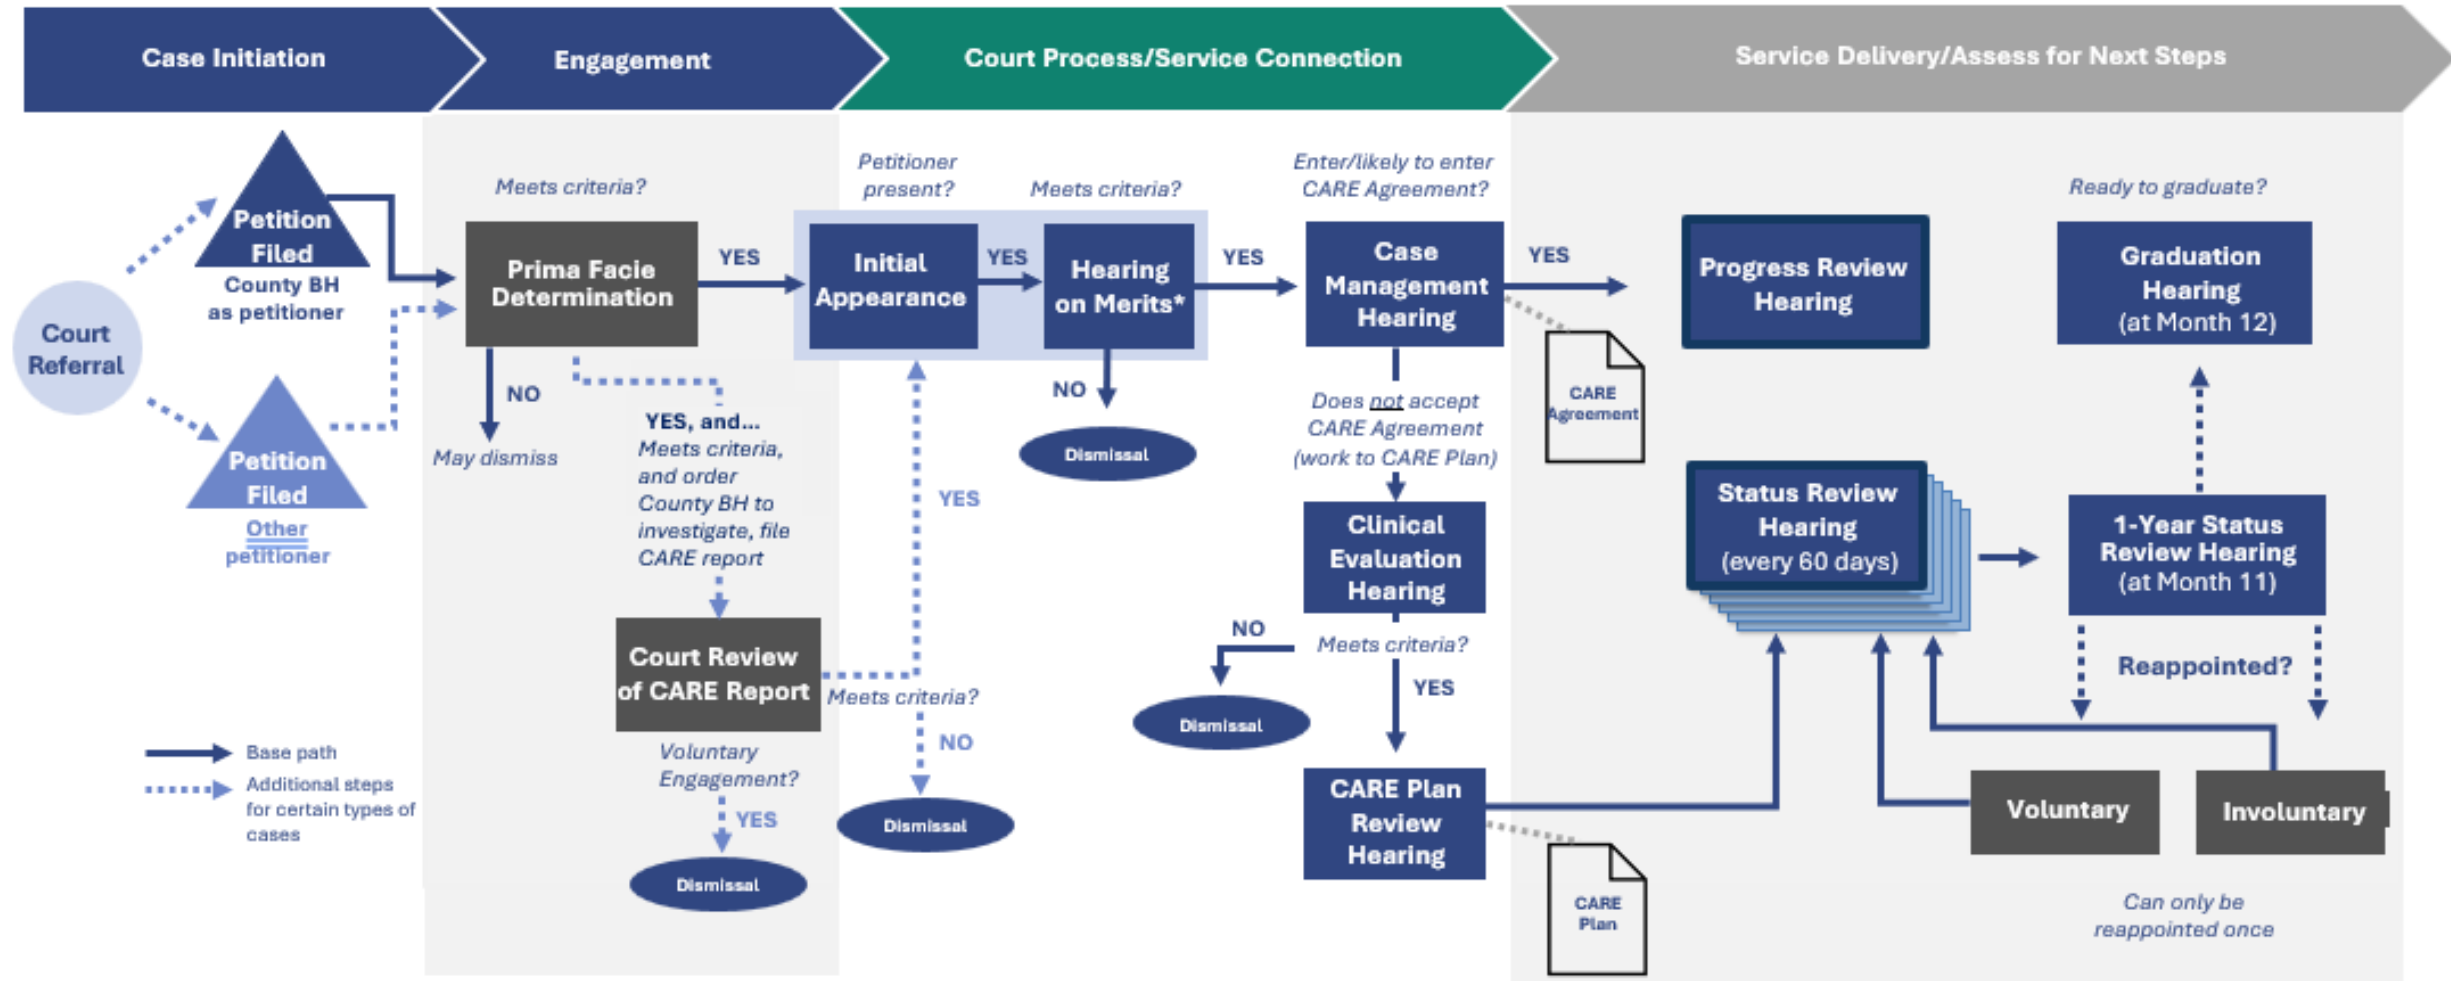 Case Initiation
Engagement
Court Process/Service Connection
Service Delivery/Assess for Next Steps
Court
Referral
Petition
Filed
County BH
as petitioner
Petition
Filed
Other
petitioner
Base path
Additional steps
for certain types of
cases
Meets criteria?
Prima Facie
Determination
YES
NO
May dismiss
YES, and...
Meets criteria,
and order
County BH to
investigate, file
CARE report
Court Review
of CARE Report
Voluntary
Engagement?
YES
Dismissal
Meets criteria?
YES
NO
Dismissal
Petitioner
present?
Initial
Appearance
YES
Meets criteria?
Hearing
on Merits*
NO
Dismissal
YES
Enter/likely to enter
CARE Agreement?
Case
Management
Hearing
YES
CARE
Agreement
Does not accept
CARE Agreement
(work to CARE Plan)
Clinical
Evaluation
Hearing
Meets criteria?
NO
Dismissal
YES
CARE Plan
Review
Hearing
CARE
Plan
Progress Review
Hearing
Status Review
Hearing
(every 60 days)
Ready to graduate?
Graduation
Hearing
(at Month 12)
1-Year Status
Review Hearing
(at Month 11)
Reappointed?
Voluntary
Involuntary
Can only be
reappointed once